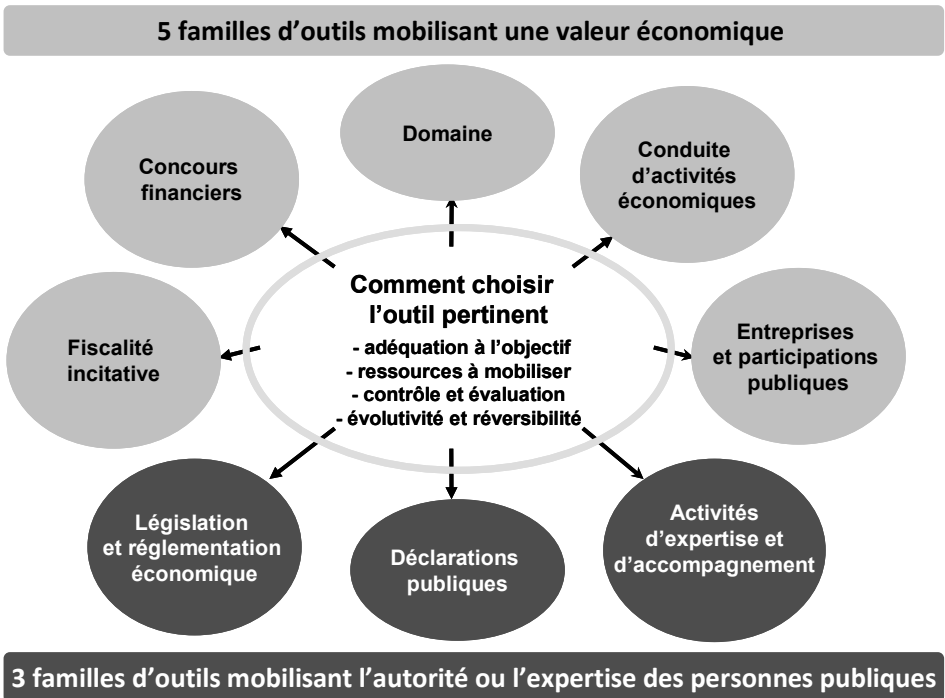 5 familles d’outils mobilisant une valeur économique
Domaine
Concours
financiers
Conduite
d’activités
économiques
Comment choisir
l’outil pertinent
- adéquation à l’objectif
- ressources à mobiliser
- contrôle et évaluation
- évolutivité et réversibilité
Fiscalité
incitative
Entreprises
et participations
publiques
Législation
et réglementation
économique
Déclarations
publiques
Activités
d’expertise et
d’accompagnement
3 familles d’outils mobilisant l’autorité ou l’expertise des personnes publiques